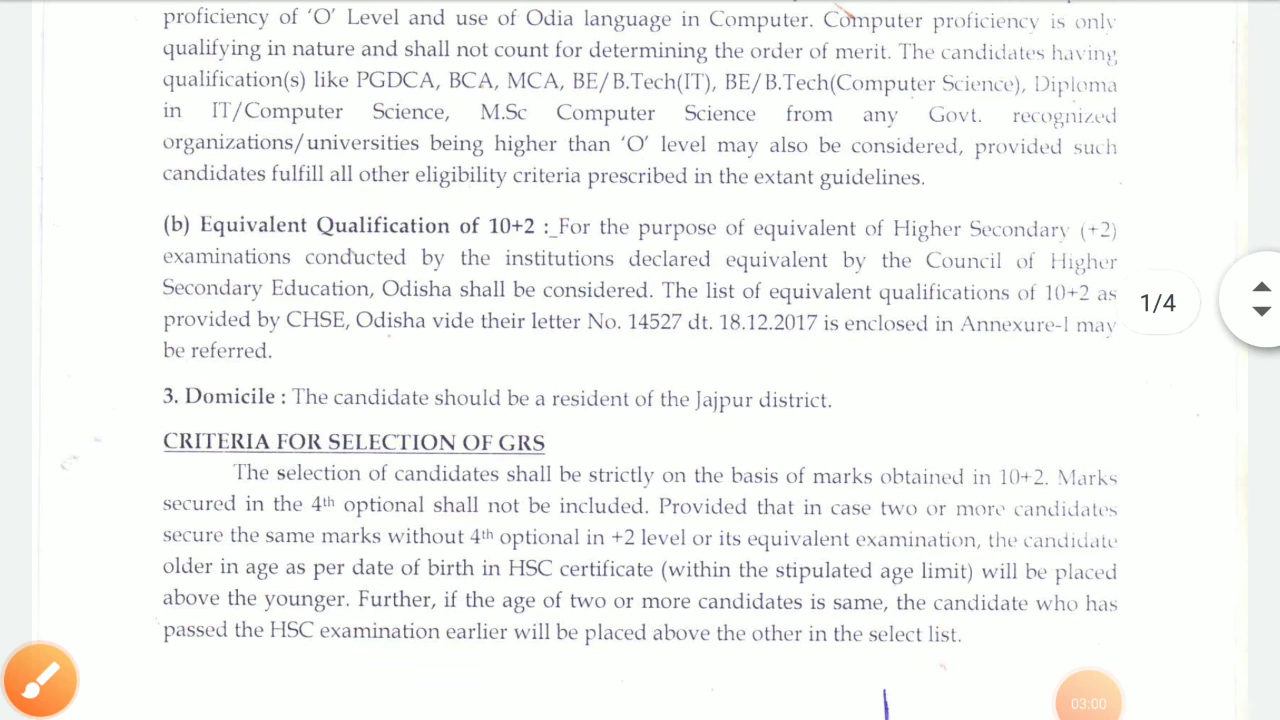 proficiency of 'O' Level and use of Odia language in Computer. Computer proficiency is only
qualifying in nature and shall not count for determining the order of merit. The candidates having
qualification(s) like PGDCA, BCA, MCA, BE/B.Tech(IT), BE/B.Tech(Computer Science), Diploma
in IT/Computer Science, M.Sc Computer Science from any Govt. recognized
organizations/universities being higher than 'O' level may also be considered, provided such
candidates fulfill all other eligibility criteria prescribed in the extant guidelines.
(b) Equivalent Qualification of 10+2 : For the purpose of equivalent of Higher Secondary (+2)
examinations conducted by the institutions declared equivalent by the Council of Higher
Secondary Education, Odisha shall be considered. The list of equivalent qualifications of 10+2 as
provided by CHSE, Odisha vide their letter No. 14527 dt. 18.12.2017 is enclosed in Annexure-I may
be referred.
1/4
3. Domicile : The candidate should be a resident of the Jajpur district.
CRITERIA FOR SELECTION OF GRS
The selection of candidates shall be strictly on the basis of marks obtained in 10+2. Marks
secured in the 4th optional shall not be included. Provided that in case two or more candidates
secure the same marks without 4th optional in +2 level or its equivalent examination, the candidate
older in age as per date of birth in HSC certificate (within the stipulated age limit) will be placed
above the younger. Further, if the age of two or more candidates is same, the candidate who has
passed the HSC examination earlier will be placed above the other in the select list.
03:00